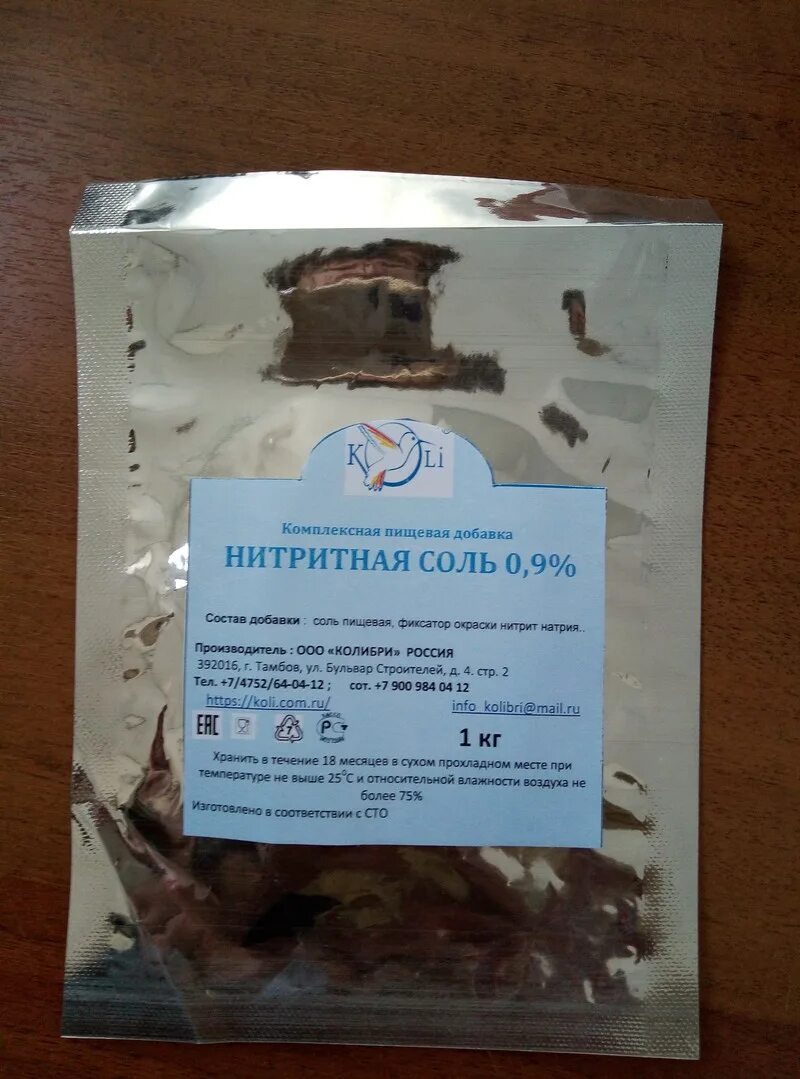 KOLi
Комплексная пищевая добавка
НИТРИТНАЯ СОЛЬ 0,9%
Состав добавки : соль пищевая, фиксатор окраски нитрит натрия..
Производитель : ООО «КОЛИБРИ» РОССИЯ
392016, г. Тамбов, ул. Бульвар Строителей, д. 4. стр. 2
Тел. +7/4752/64-04-12 ; сот. +7 900 984 04 12
https://koli.com.ru/ info_kolibri@mail.ru
EAC 7 РСТ
1 кг
Хранить в течение 18 месяцев в сухом прохладном месте при
температуре не выше 25°С и относительной влажности воздуха не
более 75%
Изготовлено в соответствии с СТО